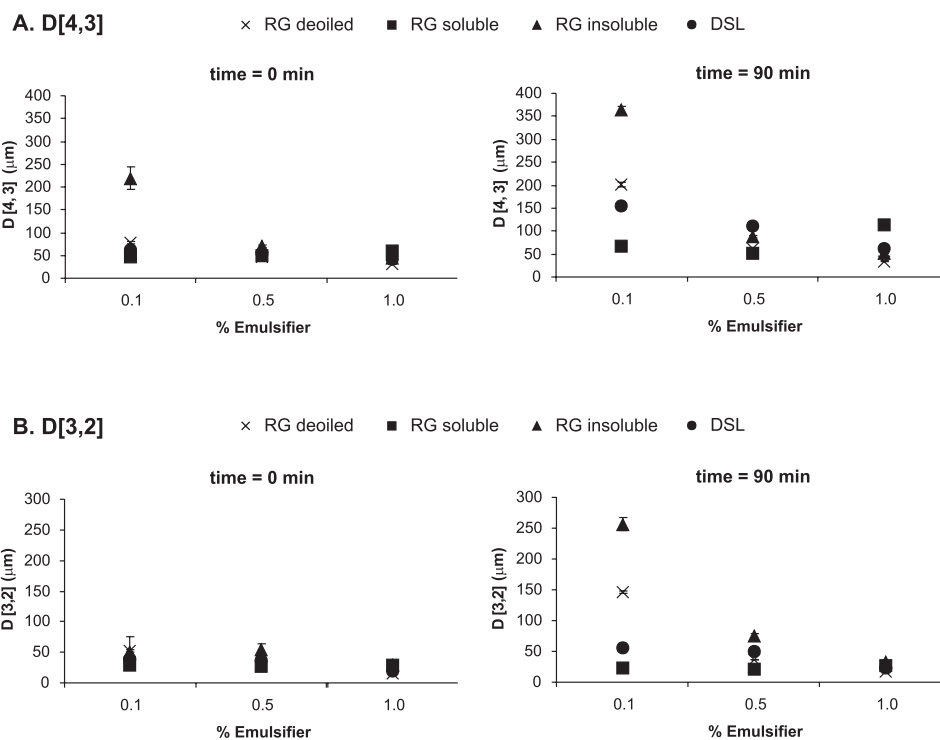 A. D[4,3]
RG deoiled RG soluble RG insoluble DSL
time = 0 min
400
350
300
250
200
150
100
50
0
D [4, 3] (µm)
0.1 0.5 1.0
% Emulsifier
time = 90 min
400
350
300
250
200
150
100
50
0
D [4, 3] (µm)
0.1 0.5 1.0
% Emulsifier
B. D[3,2]
RG deoiled RG soluble RG insoluble DSL
time = 0 min
300
250
200
150
100
50
0
D [3,2] (µm)
0.1 0.5 1.0
% Emulsifier
time = 90 min
300
250
200
150
100
50
0
D [3,2] (µm)
0.1 0.5 1.0
% Emulsifier